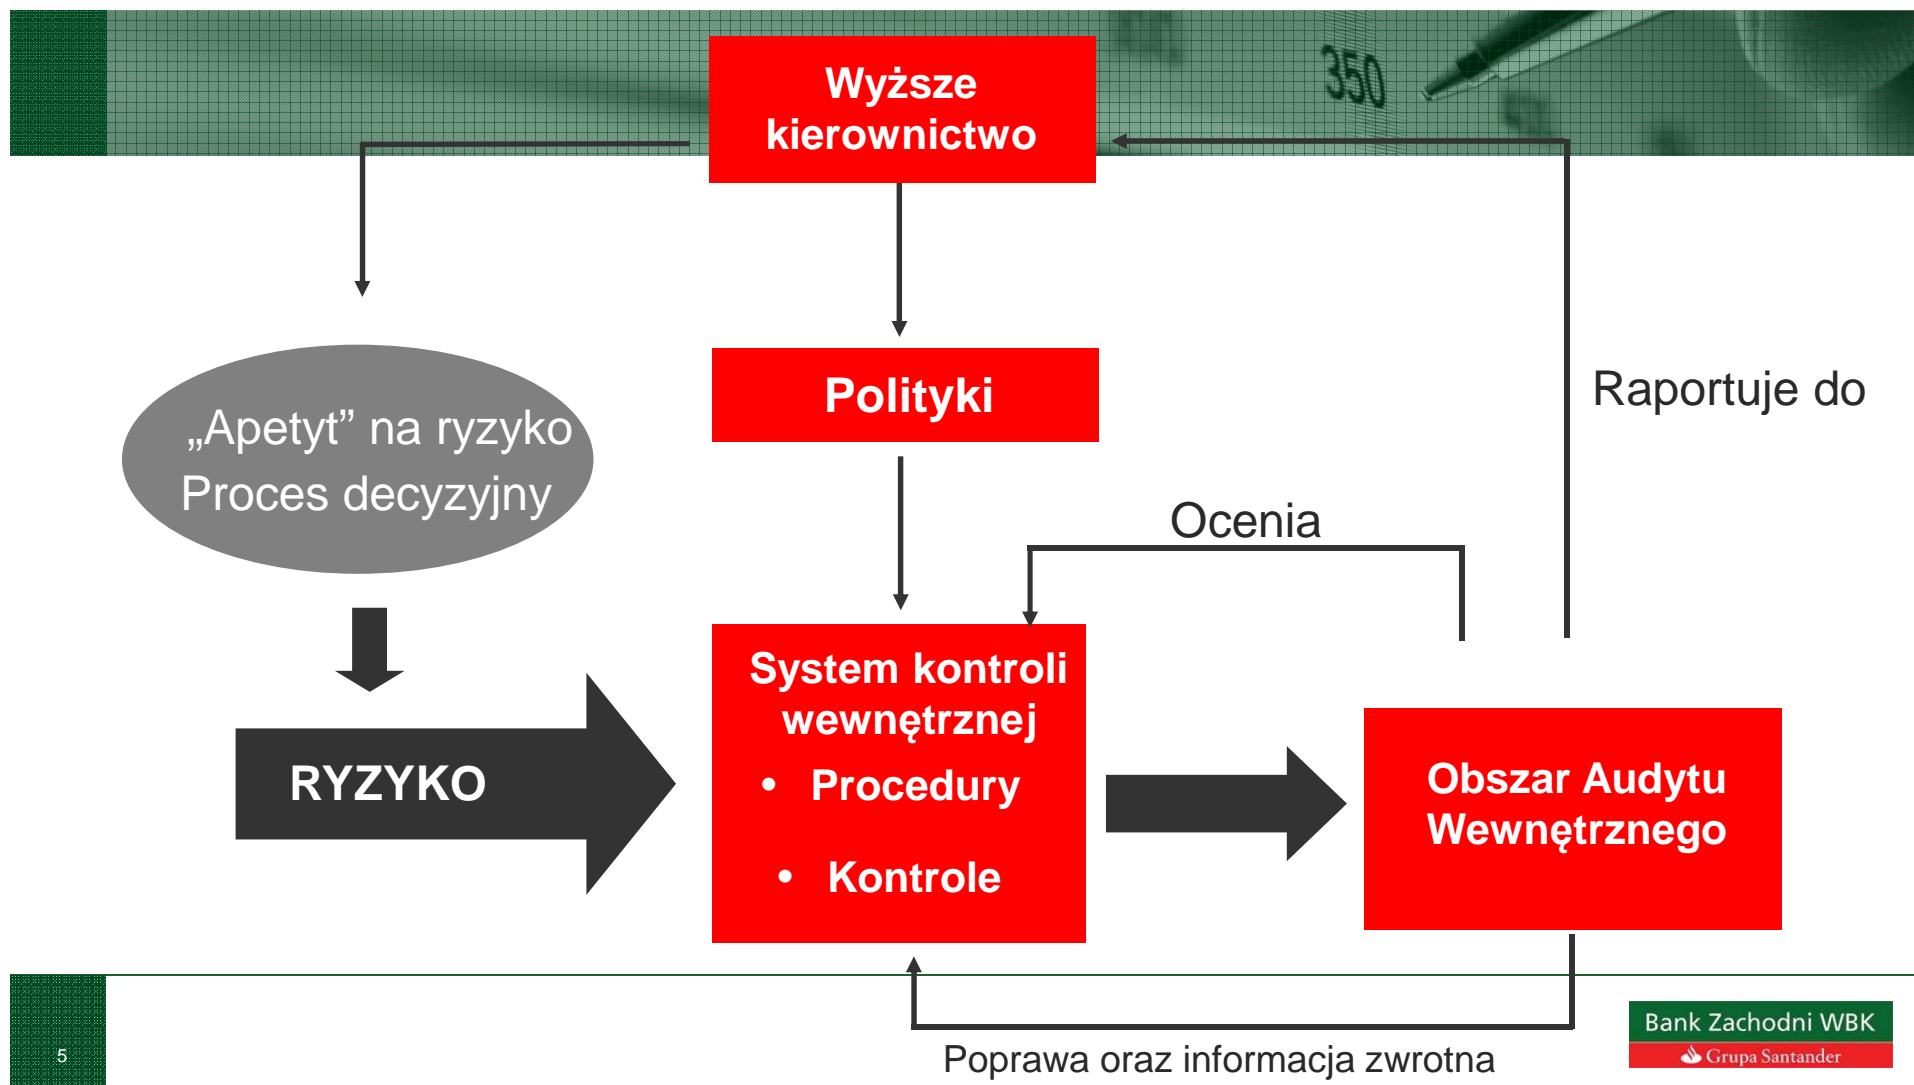 350
Wyższe
kierownictwo
Polityki
Raportuje do
„Apetyt” na ryzyko
Proces decyzyjny
Ocenia
System kontroli
wewnętrznej
• Procedury
• Kontrole
RYZYKO
Obszar Audytu
Wewnętrznego
Poprawa oraz informacja zwrotna
5
Bank Zachodni WBK
Grupa Santander